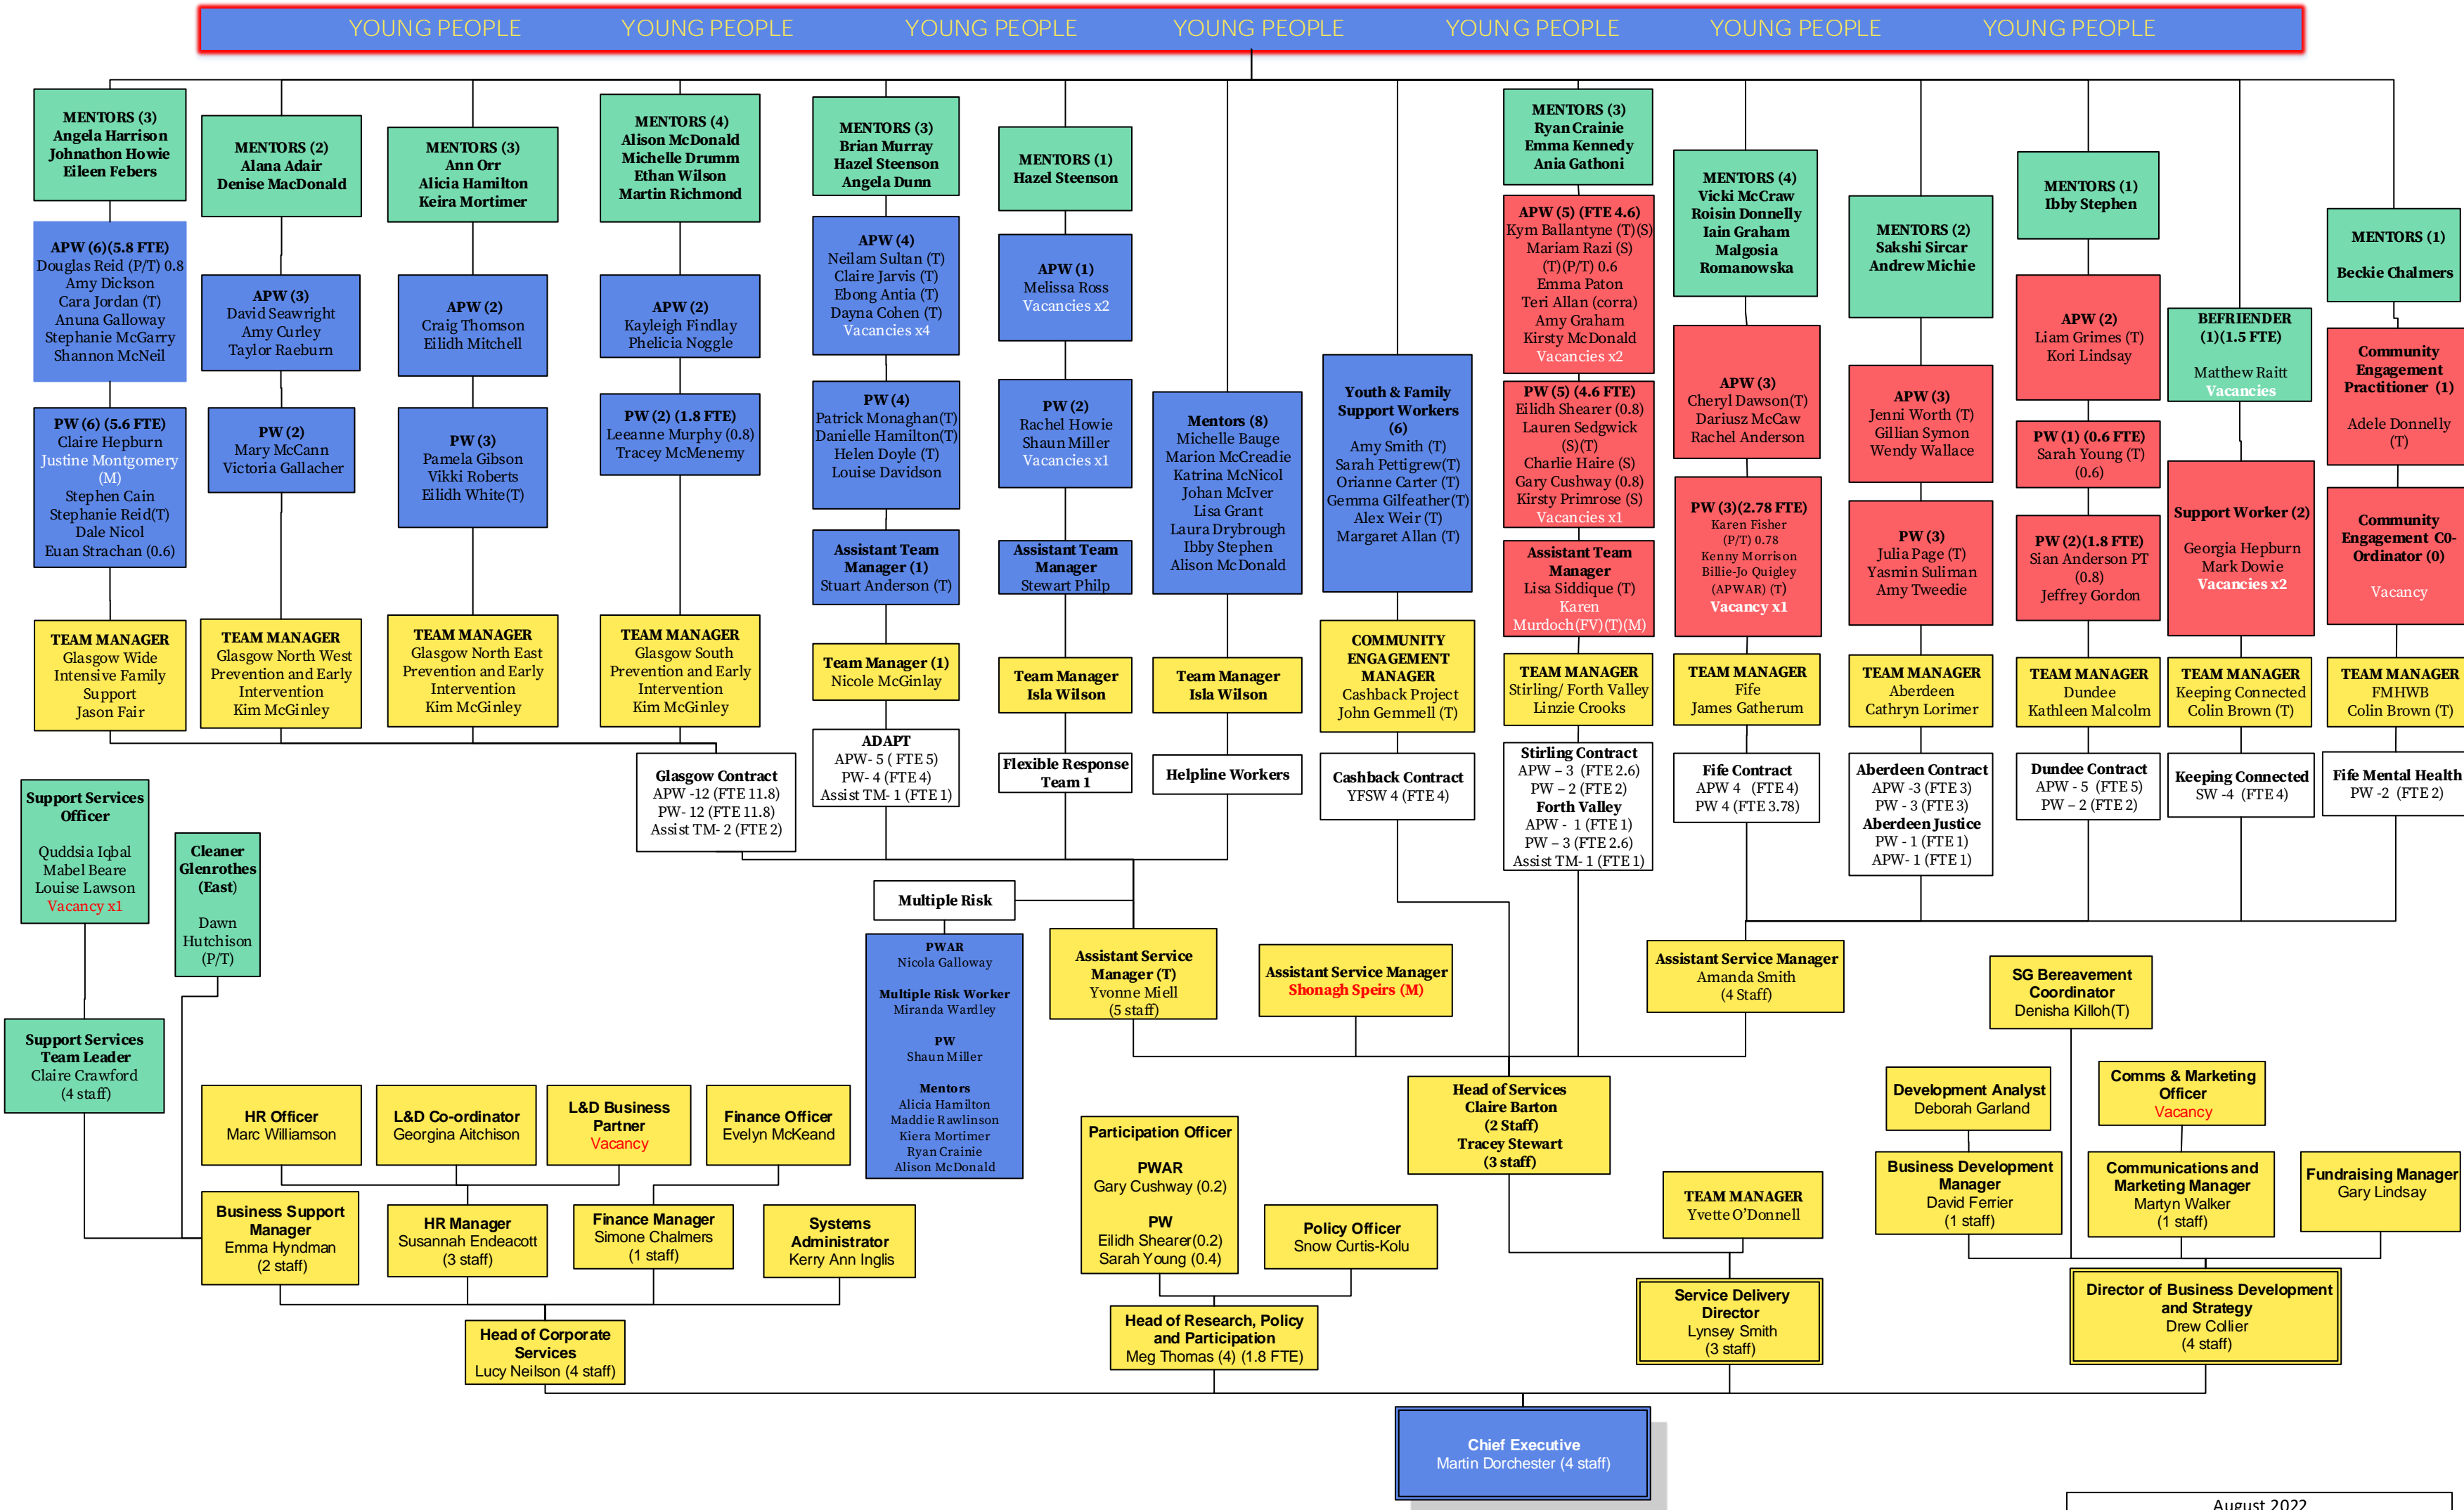 YOUNG PEOPLE YOUNG PEOPLE YOUNG PEOPLE YOUNG PEOPLE YOUNG PEOPLE YOUNG PEOPLE YOUNG PEOPLE
MENTORS (3)
Angela Harrison
Johnathon Howie
Eileen Febers
APW (6)(5.8 FTE)
Douglas Reid (P/T) 0.8
Amy Dickson
Cara Jordan (T)
Anuna Galloway
Stephanie McGarry
Shannon McNeil
PW (6) (5.6 FTE)
Claire Hepburn
Justine Montgomery
(M)
Stephen Cain
Stephanie Reid(T)
Dale Nicol
Euan Strachan (0.6)
TEAM MANAGER
Glasgow Wide
Intensive Family
Support
Jason Fair
MENTORS (2)
Alana Adair
Denise MacDonald
APW (3)
David Seawright
Amy Curley
Taylor Raeburn
PW (2)
Mary McCann
Victoria Gallacher
TEAM MANAGER
Glasgow North West
Prevention and Early
Intervention
Kim McGinley
MENTORS (3)
Ann Orr
Alicia Hamilton
Keira Mortimer
APW (2)
Craig Thomson
Eilidh Mitchell
PW (3)
Pamela Gibson
Vikki Roberts
Eilidh White(T)
TEAM MANAGER
Glasgow North East
Prevention and Early
Intervention
Kim McGinley
MENTORS (4)
Alison McDonald
Michelle Drumm
Ethan Wilson
Martin Richmond
APW (2)
Kayleigh Findlay
Phelicia Noggle
PW (2) (1.8 FTE)
Leeanne Murphy (0.8)
Tracey McMenemy
TEAM MANAGER
Glasgow South
Prevention and Early
Intervention
Kim McGinley
Glasgow Contract
APW -12 (FTE 11.8)
PW- 12 (FTE 11.8)
Assist TM- 2 (FTE 2)
MENTORS (3)
Brian Murray
Hazel Steenson
Angela Dunn
APW (4)
Neilam Sultan (T)
Claire Jarvis (T)
Ebong Antia (T)
Dayna Cohen (T)
Vacancies x4
PW (4)
Patrick Monaghan(T)
Danielle Hamilton(T)
Helen Doyle (T)
Louise Davidson
Assistant Team
Manager (1)
Stuart Anderson (T)
Team Manager (1)
Nicole McGinlay
ADAPT
APW- 5 ( FTE 5)
PW- 4 (FTE 4)
Assist TM- 1 (FTE 1)
MENTORS (1)
Hazel Steenson
APW (1)
Melissa Ross
Vacancies x2
PW (2)
Rachel Howie
Shaun Miller
Vacancies x1
Assistant Team
Manager
Stewart Philp
Team Manager
Isla Wilson
Flexible Response
Team 1
Mentors (8)
Michelle Bauge
Marion McCreadie
Katrina McNicol
Johan McIver
Lisa Grant
Laura Drybrough
Ibby Stephen
Alison McDonald
Team Manager
Isla Wilson
Helpline Workers
Youth & Family
Support Workers
(6)
Amy Smith (T)
Sarah Pettigrew(T)
Orianne Carter (T)
Gemma Gilfeather(T)
Alex Weir (T)
Margaret Allan (T)
COMMUNITY
ENGAGEMENT
MANAGER
Cashback Project
John Gemmell (T)
Cashback Contract
YFSW 4 (FTE 4)
MENTORS (3)
Ryan Crainie
Emma Kennedy
Ania Gathoni
APW (5) (FTE 4.6)
Kym Ballantyne (T)(S)
Mariam Razi (S)
(T)(P/T) 0.6
Emma Paton
Teri Allan (corra)
Amy Graham
Kirsty McDonald
Vacancies x2
PW (5) (4.6 FTE)
Eilidh Shearer (0.8)
Lauren Sedgwick
(S)(T)
Charlie Haire (S)
Gary Cushway (0.8)
Kirsty Primrose (S)
Vacancies x1
Assistant Team
Manager
Lisa Siddique (T)
Karen
Murdoch(FV)(T)(M)
TEAM MANAGER
Stirling/ Forth Valley
Linzie Crooks
Stirling Contract
APW – 3 (FTE 2.6)
PW – 2 (FTE 2)
Forth Valley
APW - 1 (FTE 1)
PW – 3 (FTE 2.6)
Assist TM- 1 (FTE 1)
MENTORS (4)
Vicki McCraw
Roisin Donnelly
Iain Graham
Malgosia
Romanowska
APW (3)
Cheryl Dawson(T)
Dariusz McCaw
Rachel Anderson
PW (3)(2.78 FTE)
Karen Fisher
(P/T) 0.78
Kenny Morrison
Billie-Jo Quigley
(APWAR) (T)
Vacancy x1
TEAM MANAGER
Fife
James Gatherum
Fife Contract
APW 4 (FTE 4)
PW 4 (FTE 3.78)
MENTORS (2)
Sakshi Sircar
Andrew Michie
APW (3)
Jenni Worth (T)
Gillian Symon
Wendy Wallace
PW (3)
Julia Page (T)
Yasmin Suliman
Amy Tweedie
TEAM MANAGER
Aberdeen
Cathryn Lorimer
Aberdeen Contract
APW -3 (FTE 3)
PW - 3 (FTE 3)
Aberdeen Justice
PW - 1 (FTE 1)
APW- 1 (FTE 1)
MENTORS (1)
Ibby Stephen
APW (2)
Liam Grimes (T)
Kori Lindsay
PW (1) (0.6 FTE)
Sarah Young (T)
(0.6)
PW (2)(1.8 FTE)
Sian Anderson PT
(0.8)
Jeffrey Gordon
TEAM MANAGER
Dundee
Kathleen Malcolm
Dundee Contract
APW - 5 (FTE 5)
PW – 2 (FTE 2)
BEFRIENDER
(1)(1.5 FTE)
Matthew Raitt
Vacancies
Support Worker (2)
Georgia Hepburn
Mark Dowie
Vacancies x2
TEAM MANAGER
Keeping Connected
Colin Brown (T)
Keeping Connected
SW -4 (FTE 4)
MENTORS (1)
Beckie Chalmers
Community
Engagement
Practitioner (1)
Adele Donnelly
(T)
Community
Engagement C0-
Ordinator (0)
Vacancy
TEAM MANAGER
FMHWB
Colin Brown (T)
Fife Mental Health
PW -2 (FTE 2)
Support Services
Officer
Quddsia Iqbal
Mabel Beare
Louise Lawson
Vacancy x1
Cleaner
Glenrothes
(East)
Dawn
Hutchison
(P/T)
Support Services
Team Leader
Claire Crawford
(4 staff)
Multiple Risk
PWAR
Nicola Galloway
Multiple Risk Worker
Miranda Wardley
PW
Shaun Miller
Mentors
Alicia Hamilton
Maddie Rawlinson
Kiera Mortimer
Ryan Crainie
Alison McDonald
Assistant Service
Manager (T)
Yvonne Miell
(5 staff)
Assistant Service Manager
Shonagh Speirs (M)
Assistant Service Manager
Amanda Smith
(4 Staff)
SG Bereavement
Coordinator
Denisha Killoh(T)
HR Officer
Marc Williamson
L&D Co-ordinator
Georgina Aitchison
L&D Business
Partner
Vacancy
Finance Officer
Evelyn McKeand
Business Support
Manager
Emma Hyndman
(2 staff)
HR Manager
Susannah Endeacott
(3 staff)
Finance Manager
Simone Chalmers
(1 staff)
Systems
Administrator
Kerry Ann Inglis
Head of Corporate
Services
Lucy Neilson (4 staff)
Participation Officer
PWAR
Gary Cushway (0.2)
PW
Eilidh Shearer(0.2)
Sarah Young (0.4)
Policy Officer
Snow Curtis-Kolu
Head of Research, Policy
and Participation
Meg Thomas (4) (1.8 FTE)
Head of Services
Claire Barton
(2 Staff)
Tracey Stewart
(3 staff)
TEAM MANAGER
Yvette O’Donnell
Service Delivery
Director
Lynsey Smith
(3 staff)
Development Analyst
Deborah Garland
Comms & Marketing
Officer
Vacancy
Business Development
Manager
David Ferrier
(1 staff)
Communications and
Marketing Manager
Martyn Walker
(1 staff)
Fundraising Manager
Gary Lindsay
Director of Business Development
and Strategy
Drew Collier
(4 staff)
Chief Executive
Martin Dorchester (4 staff)
August 2022